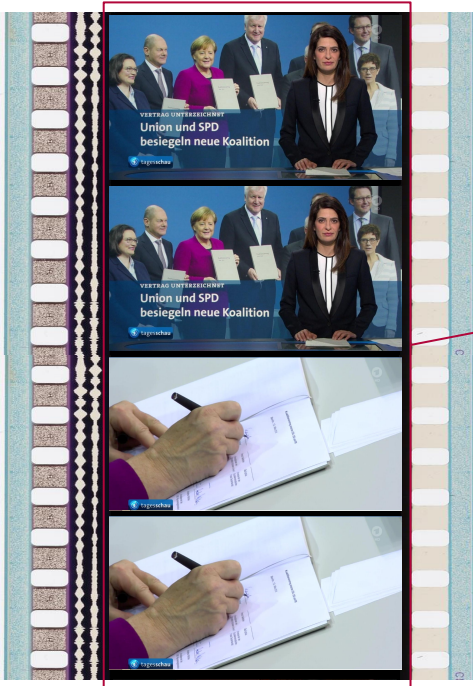 VERTRAG UNTERZEICHNET
Union und SPD
besiegeln neue Koalition
tagesschau
VERTRAG UNTERZEICHNET
Union und SPD
besiegeln neue Koalition
tagesschau
tagesschau
tagesschau
C